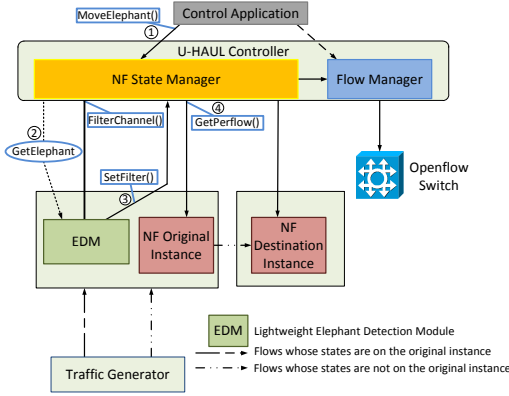 Control Application
MoveElephant()
①
U-HAUL Controller
NF State Manager
Flow Manager
②
FilterChannel()
④
GetPerflow()
GetElephant
SetFilter()
③
Openflow
Switch
EDM
NF Original
Instance
NF
Destination
Instance
EDM
Lightweight Elephant Detection Module
Flows whose states are on the original instance
Flows whose states are not on the original instance
Traffic Generator